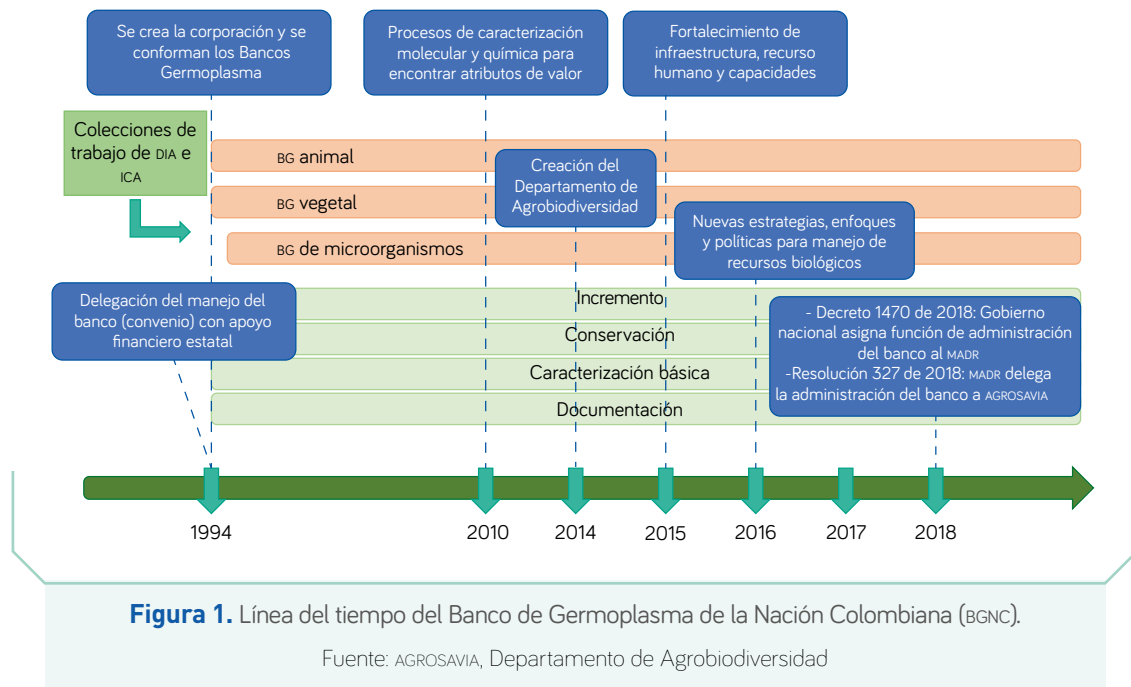 Se crea la corporación y se
conforman los Bancos
Germoplasma
Procesos de caracterización
molecular y química para
encontrar atributos de valor
Fortalecimiento de
infraestructura, recurso
humano y capacidades
Colecciones de
trabajo de DIA e
ICA
BG animal
BG vegetal
BG de microorganismos
Creación del
Departamento de
Agrobiodiversidad
Nuevas estrategias, enfoques
y políticas para manejo de
recursos biológicos
Delegación del manejo del
banco (convenio) con apoyo
financiero estatal
Incremento
Conservación
Caracterización básica
Documentación
- Decreto 1470 de 2018: Gobierno
nacional asigna función de administración
del banco al MADR
-Resolución 327 de 2018: MADR delega
la administración del banco a AGROSAVIA
1994
2010
2014
2015
2016
2017
2018
Figura 1. Línea del tiempo del Banco de Germoplasma de la Nación Colombiana (BGNC).
Fuente: AGROSAVIA, Departamento de Agrobiodiversidad